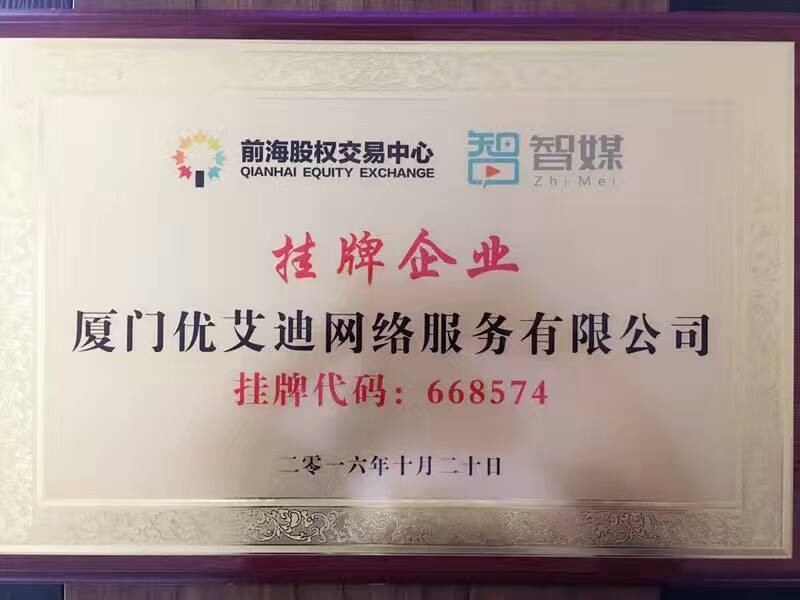 前海股权交易中心
QIANHAI EQUITY EXCHANGE
智
智媒
ZhiMei
挂牌企业
厦门优艾迪网络服务有限公司
挂牌代码：668574
二零一六年十月二十日